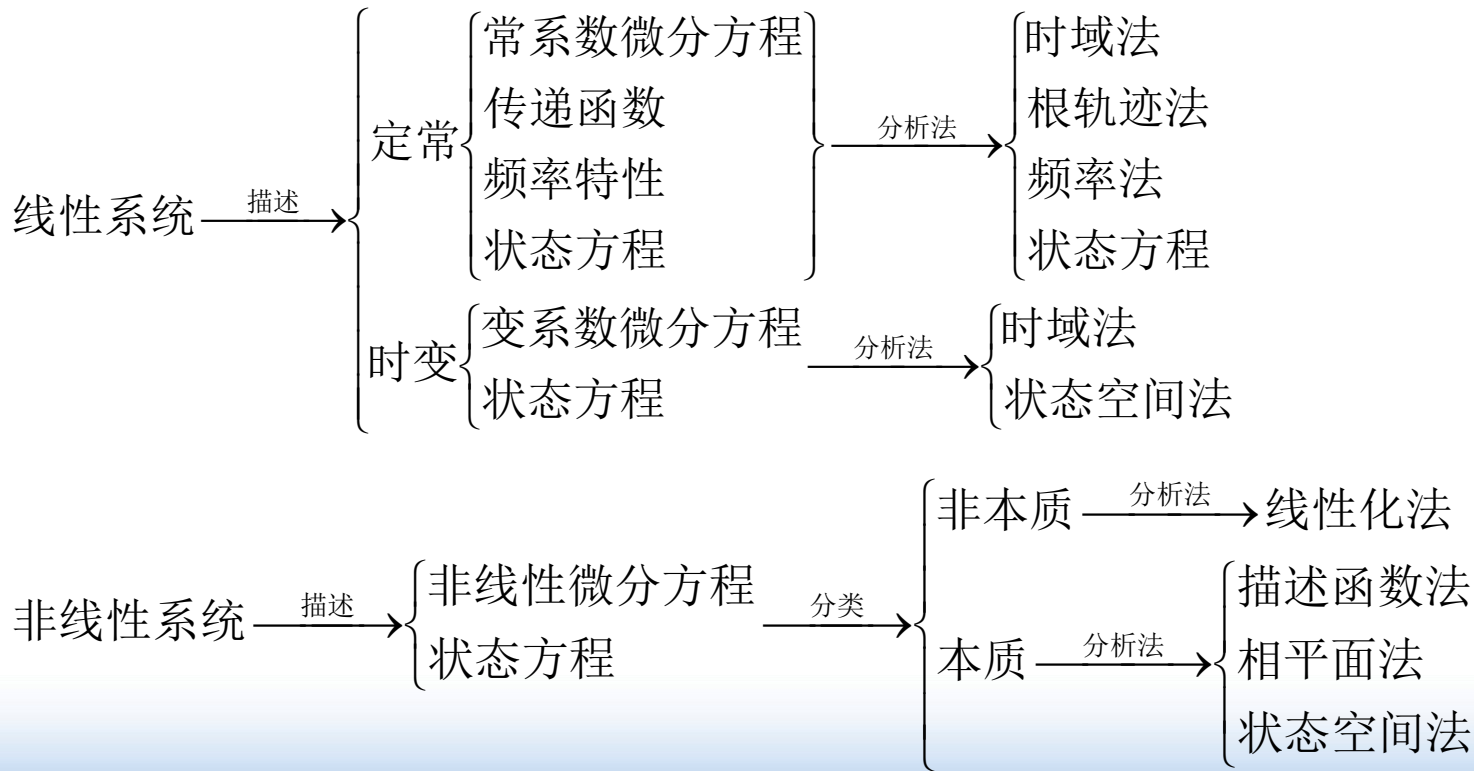 线性系统 描述 定常 常系数微分方程 传递函数 频率特性 状态方程 分析法 时域法 根轨迹法 频率法 状态方程
时变 变系数微分方程 状态方程 分析法 时域法 状态空间法
非线性系统 描述 非线性微分方程 状态方程 分类 非本质 分析法 线性化法
本质 分析法 描述函数法 相平面法 状态空间法